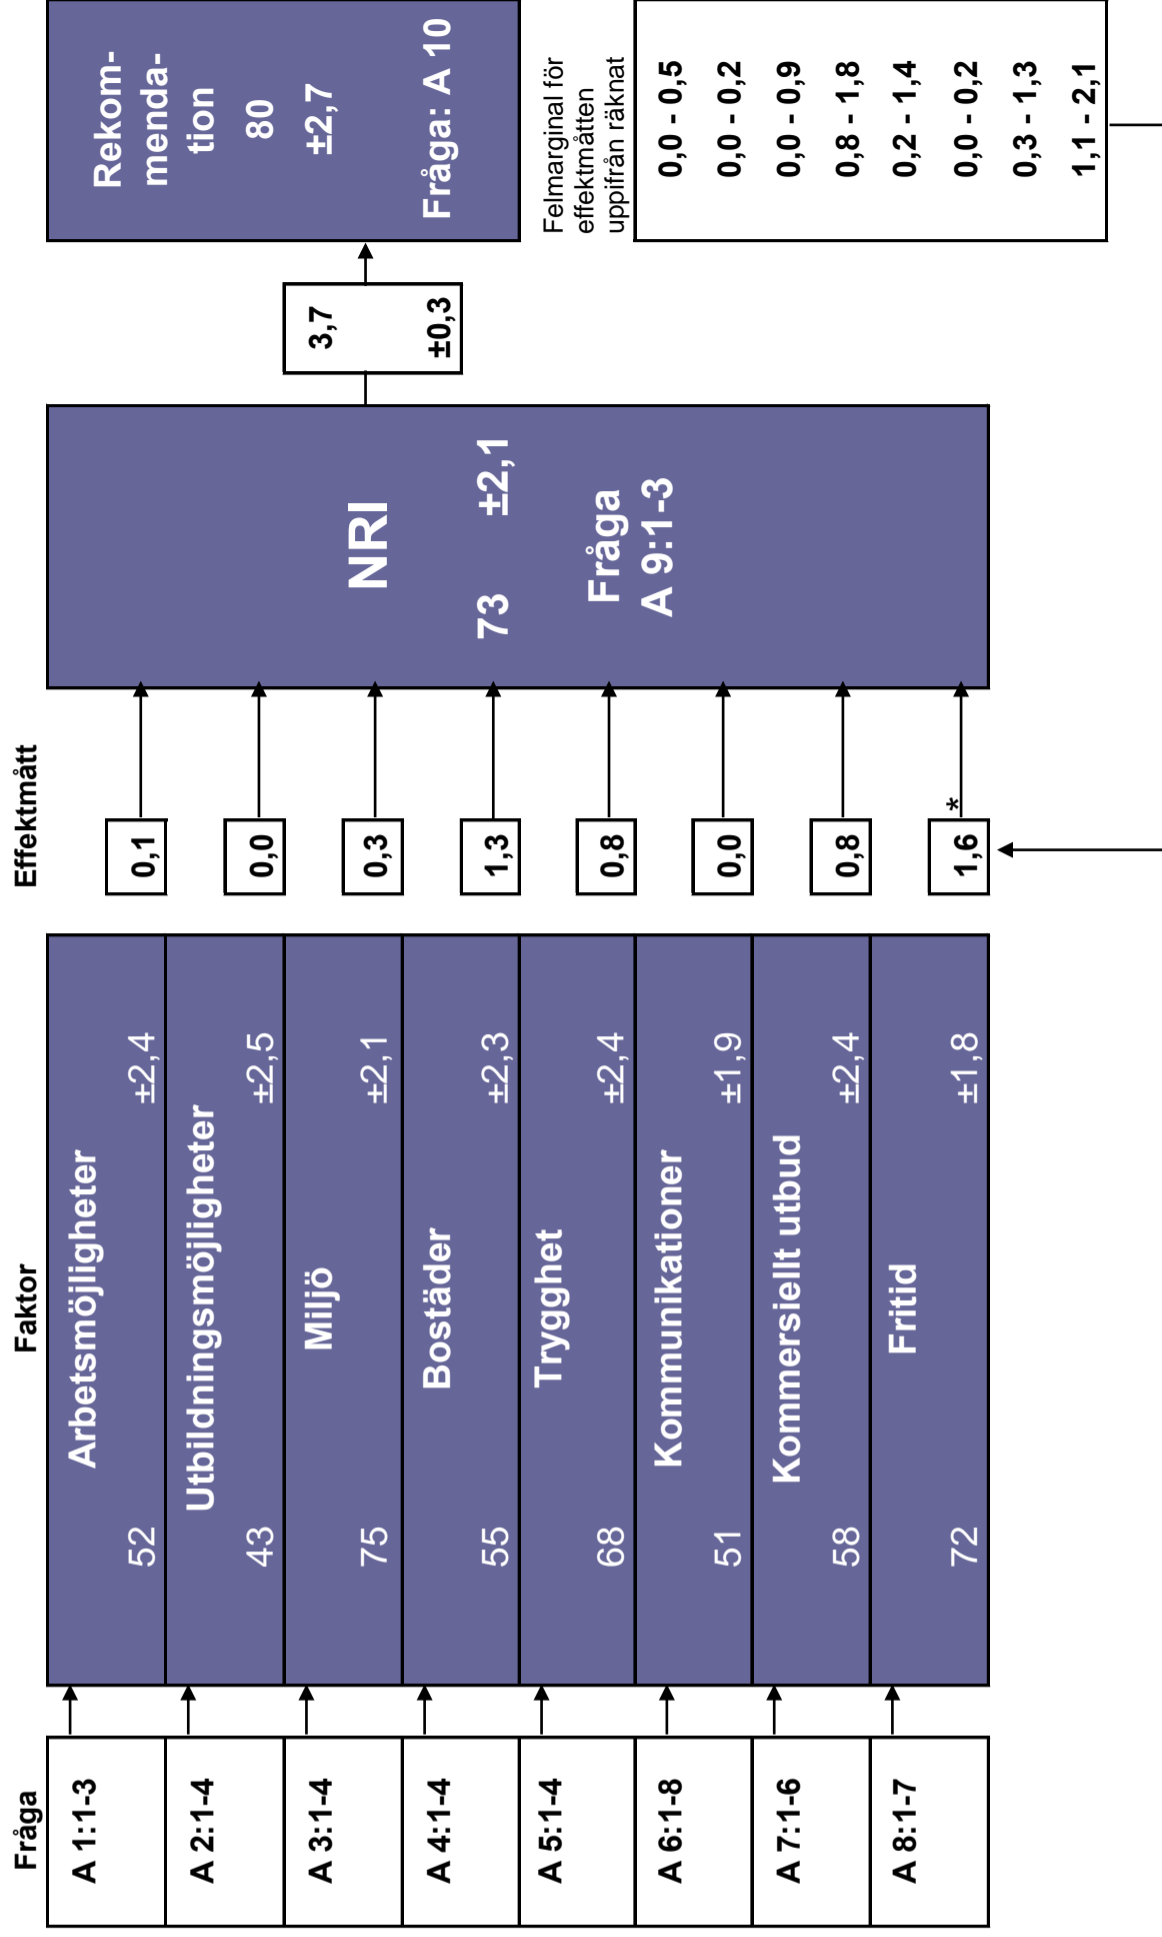 Fråga
Faktor
Effektmått
A 1:1-3
Arbetsmöjligheter
52
±2,4
0,1
A 2:1-4
Utbildningsmöjligheter
43
±2,5
0,0
A 3:1-4
Miljö
75
±2,1
0,3
A 4:1-4
Bostäder
55
±2,3
1,3
A 5:1-4
Trygghet
68
±2,4
0,8
A 6:1-8
Kommunikationer
51
±1,9
0,0
A 7:1-6
Kommersiellt utbud
58
±2,4
0,8
A 8:1-7
Fritid
72
±1,8
1,6
*
NRI
73 ±2,1
Fråga
A 9:1-3
3,7
±0,3
Rekom-
menda-
tion
80
±2,7
Fråga: A 10
Felmarginal för
effektmåtten
uppifrån räknat
0,0 - 0,5
0,0 - 0,2
0,0 - 0,9
0,8 - 1,8
0,2 - 1,4
0,0 - 0,2
0,3 - 1,3
1,1 - 2,1